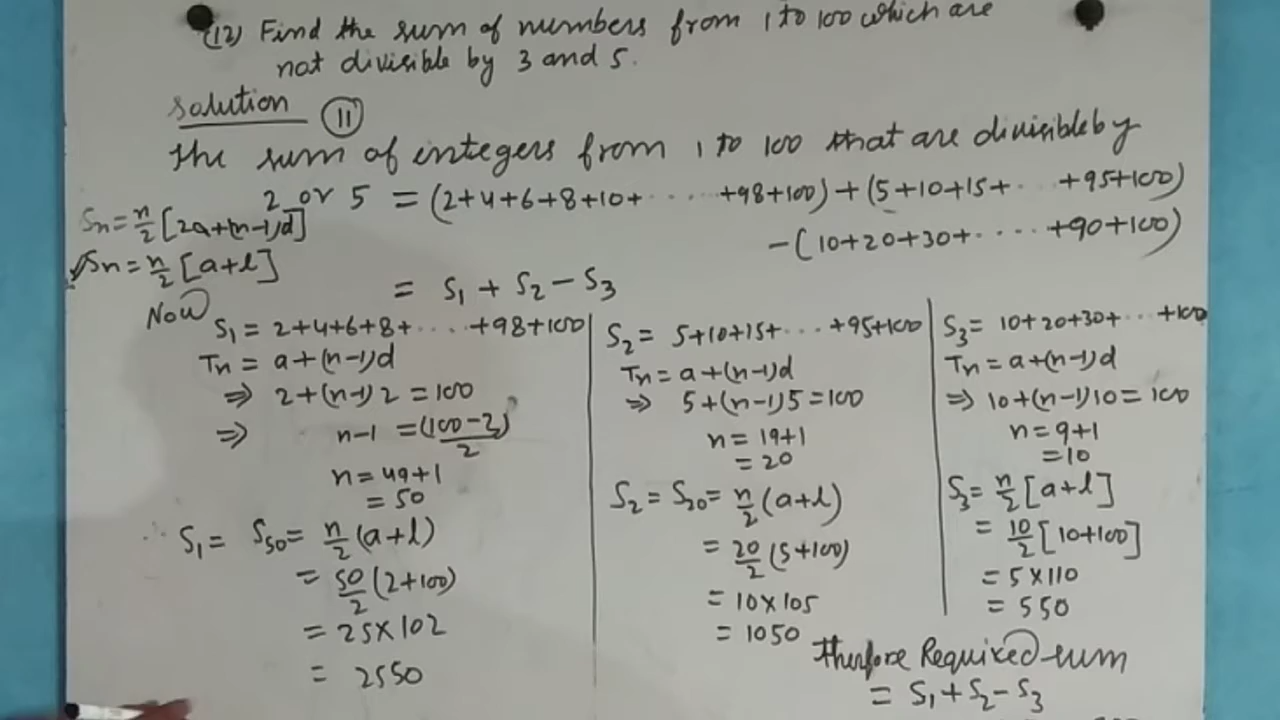 (12) Find the sum of numbers from 1 to 100 which are
not divisible by 3 and 5.
Solution (11)
the sum of integers from 1 to 100 that are divisible by
2 or 5 = (2+4+6+8+10+ ...... +98+100) + (5+10+15+ ... +95+100)
- (10+20+30+ ..... +90+100)
Sn = n/2 [2a+(n-1)d]
Sn = n/2 [a+l]
= S1 + S2 - S3
Now
S1 = 2+4+6+8+ .... +98+100
Tn = a+(n-1)d
⇒ 2+(n-1)2 = 100
⇒ n-1 = (100-2)/2
n = 49+1
= 50
S1 = S50 = n/2 (a+l)
= 50/2 (2+100)
= 25×102
= 2550
S2 = 5+10+15+ ... +95+100
Tn = a+(n-1)d
⇒ 5+(n-1)5 = 100
n = 19+1
= 20
S2 = S20 = n/2 (a+l)
= 20/2 (5+100)
= 10×105
= 1050
S3 = 10+20+30+ ... +100
Tn = a+(n-1)d
⇒ 10+(n-1)10 = 100
n = 9+1
= 10
S3 = n/2 [a+l]
= 10/2 [10+100]
= 5×110
= 550
therfore Required sum
= S1+S2-S3